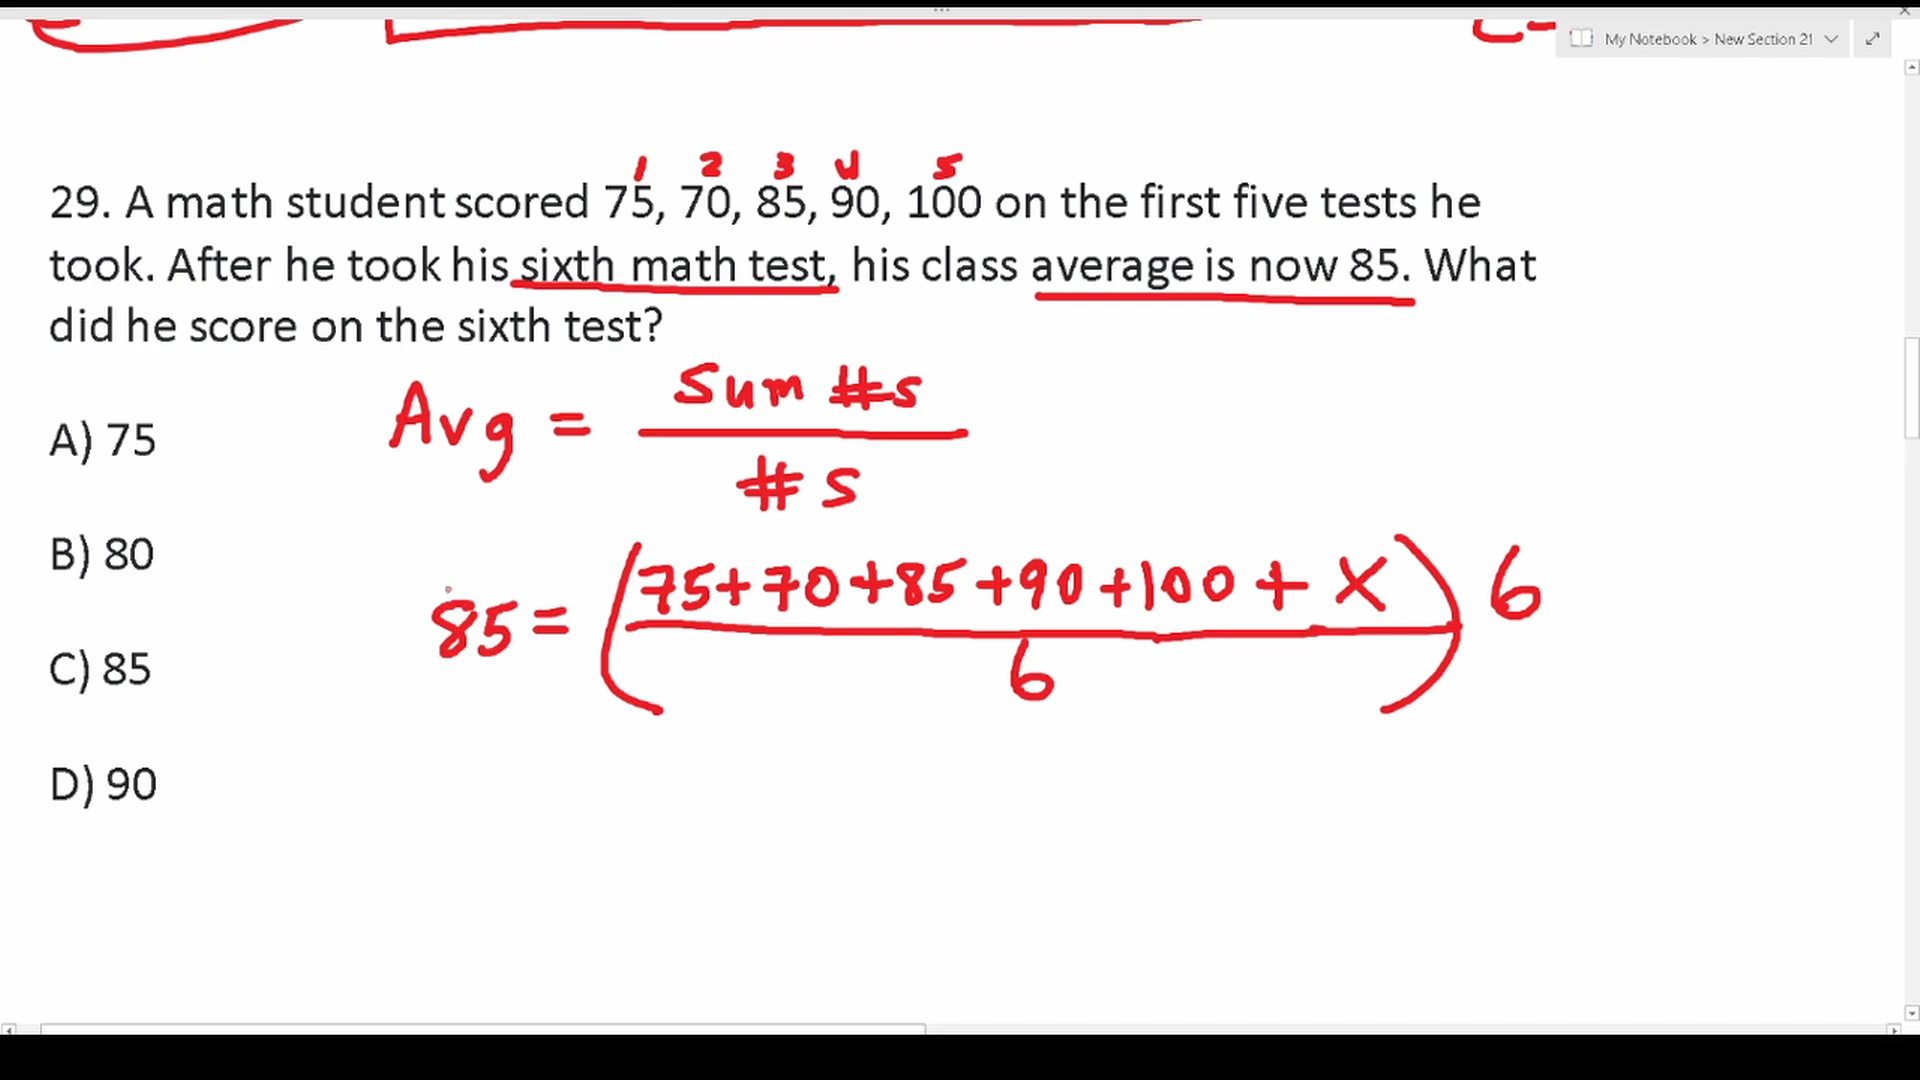 My Notebook > New Section 21
1 2 3 4 5
29. A math student scored 75, 70, 85, 90, 100 on the first five tests he
took. After he took his sixth math test, his class average is now 85. What
did he score on the sixth test?
Avg = Sum #s
# s
A) 75
B) 80
85 = (75+70+85+90+100 + X) 6
6
C) 85
D) 90